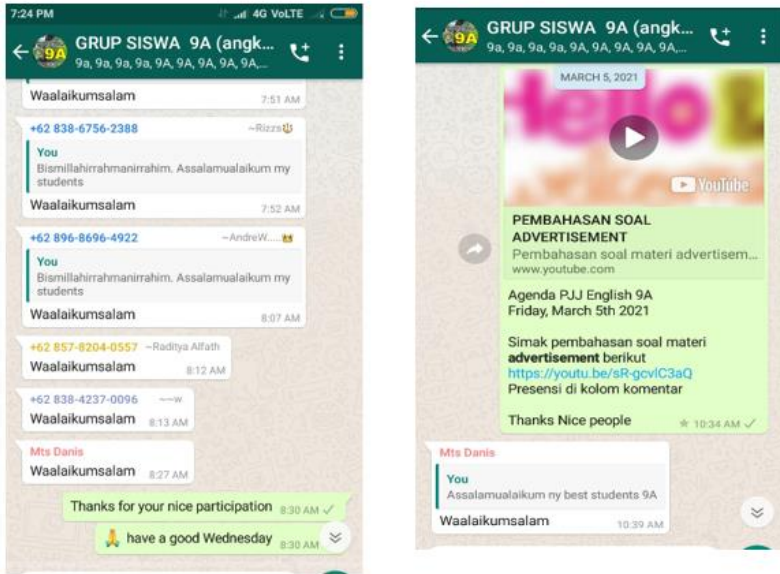 7:24 PM
4G VoLTE
9A
GRUP SISWA 9A (angk...
9a, 9a, 9a, 9a, 9A, 9A, 9A, 9A, 9A,...
Waalaikumsalam
7:51 AM
+62 838-6756-2388 ~Rizzs
You
Bismillahirrahmanirrahim. Assalamualaikum my
students
Waalaikumsalam
7:52 AM
+62 896-8696-4922 ~AndreW.....
You
Bismillahirrahmanirrahim. Assalamualaikum my
students
Waalaikumsalam
8:07 AM
+62 857-8204-0557 ~Raditya Alfath
Waalaikumsalam 8:12 AM
+62 838-4237-0096 ~~w
Waalaikumsalam 8:13 AM
Mts Danis
Waalaikumsalam 8:27 AM
Thanks for your nice participation 8:30 AM
have a good Wednesday 8:30 AM
9A
GRUP SISWA 9A (angk...
9a, 9a, 9a, 9a, 9A, 9A, 9A, 9A, 9A,...
MARCH 5, 2021
Hello
YouTube
PEMBAHASAN SOAL
ADVERTISEMENT
Pembahasan soal materi advertisem...
www.youtube.com
Agenda PJJ English 9A
Friday, March 5th 2021
Simak pembahasan soal materi
advertisement berikut
https://youtu.be/sR-gcvlC3aQ
Presensi di kolom komentar
Thanks Nice people 10:34 AM
Mts Danis
You
Assalamualaikum ny best students 9A
Waalaikumsalam 10:39 AM